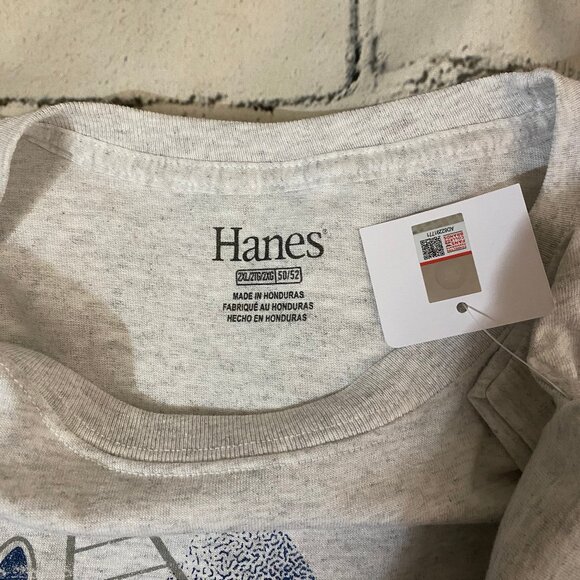 Hanes®
2XL/2TG/2XG 50/52
MADE IN HONDURAS
FABRIQUÉ AU HONDURAS
HECHO EN HONDURAS